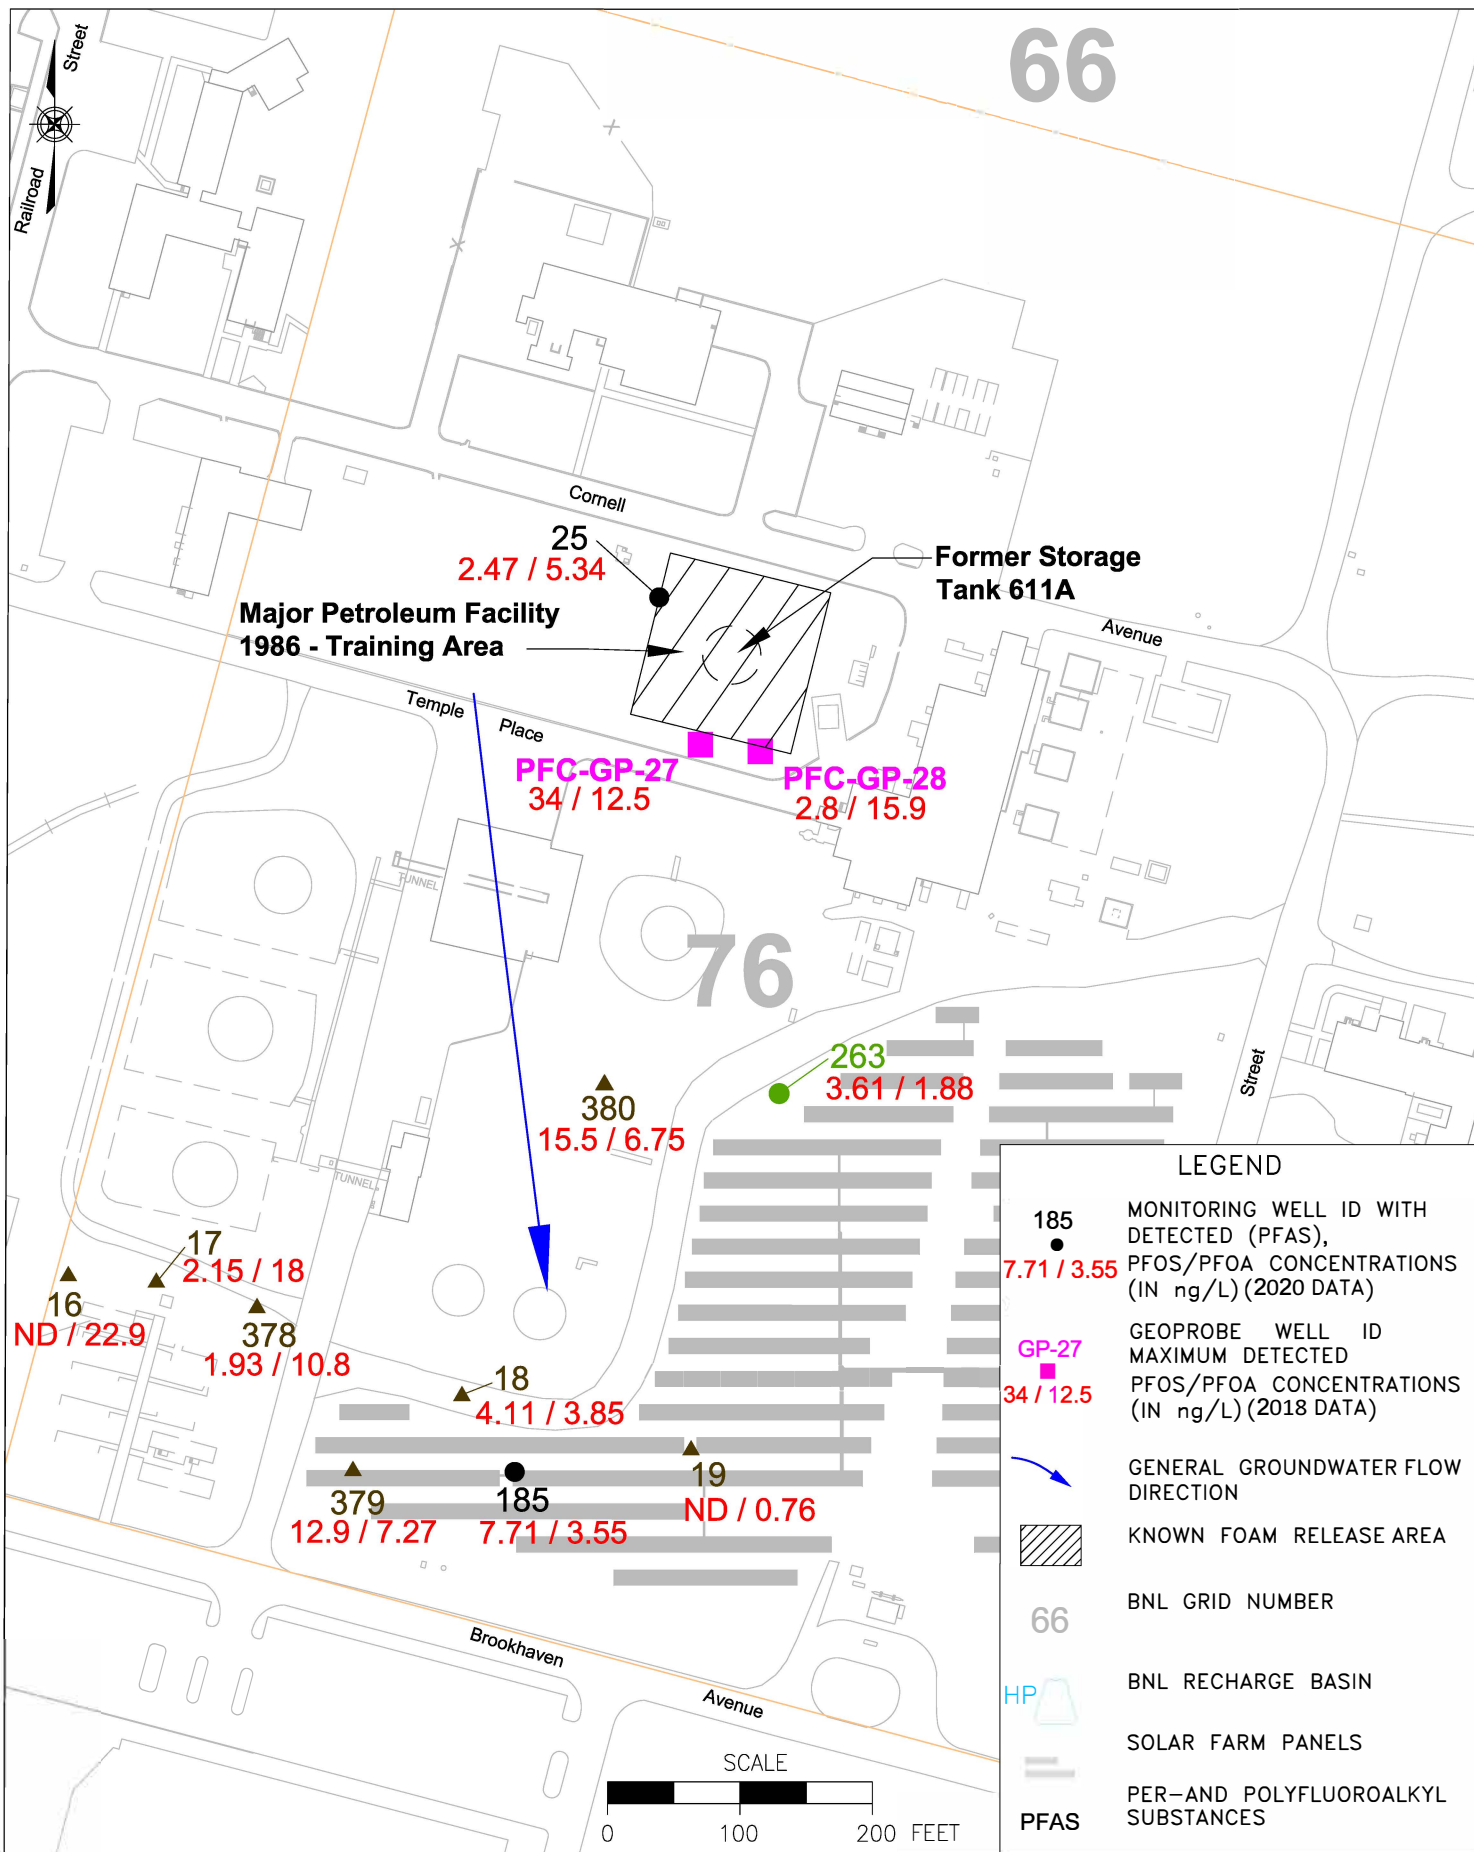 66
Street
Railroad
Cornell
25
2.47 / 5.34
Former Storage
Tank 611A
Major Petroleum Facility
1986 - Training Area
Avenue
Temple
Place
PFC-GP-27
34 / 12.5
PFC-GP-28
2.8 / 15.9
TUNNEL
76
263
3.61 / 1.88
Street
380
15.5 / 6.75
TUNNEL
17
2.15 / 18
16
ND / 22.9
378
1.93 / 10.8
18
4.11 / 3.85
19
ND / 0.76
379
12.9 / 7.27
185
7.71 / 3.55
Brookhaven
Avenue
SCALE
0 100 200 FEET
LEGEND
185
7.71 / 3.55
MONITORING WELL ID WITH
DETECTED (PFAS),
PFOS/PFOA CONCENTRATIONS
(IN ng/L) (2020 DATA)
GP-27
34 / 12.5
GEOPROBE WELL ID
MAXIMUM DETECTED
PFOS/PFOA CONCENTRATIONS
(IN ng/L) (2018 DATA)
GENERAL GROUNDWATER FLOW
DIRECTION
KNOWN FOAM RELEASE AREA
66
BNL GRID NUMBER
HP
BNL RECHARGE BASIN
SOLAR FARM PANELS
PFAS
PER-AND POLYFLUOROALKYL
SUBSTANCES